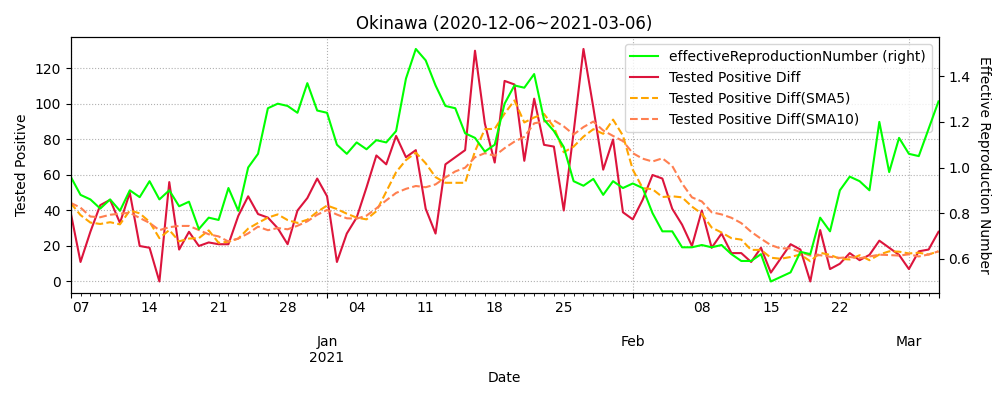 Okinawa (2020-12-06~2021-03-06)
effectiveReproductionNumber (right)
Tested Positive Diff
Tested Positive Diff(SMA5)
Tested Positive Diff(SMA10)
Tested Positive
120
100
80
60
40
20
0
1.4
1.2
1.0
0.8
0.6
Effective Reproduction Number
07 14 21 28 04 11 18 25 08 15 22
Jan Feb Mar
2021
Date